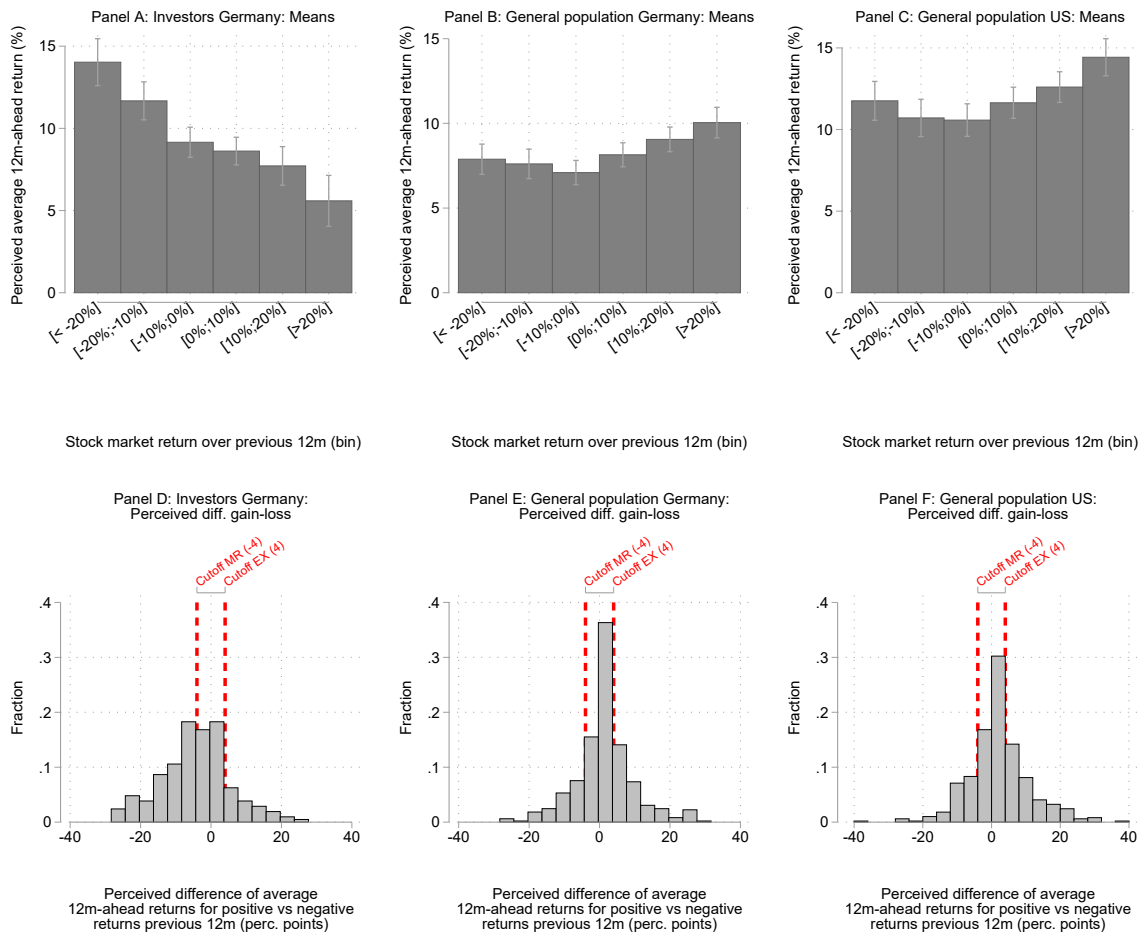 Panel A: Investors Germany: Means
Perceived average 12m-ahead return (%)
15
10
5
0
[< -20%]
[-20%;-10%]
[-10%;0%]
[0%;10%]
[10%;20%]
[>20%]
Stock market return over previous 12m (bin)
Panel B: General population Germany: Means
Perceived average 12m-ahead return (%)
15
10
5
0
[< -20%]
[-20%;-10%]
[-10%;0%]
[0%;10%]
[10%;20%]
[>20%]
Stock market return over previous 12m (bin)
Panel C: General population US: Means
Perceived average 12m-ahead return (%)
15
10
5
0
[< -20%]
[-20%;-10%]
[-10%;0%]
[0%;10%]
[10%;20%]
[>20%]
Stock market return over previous 12m (bin)
Panel D: Investors Germany:
Perceived diff. gain-loss
Cutoff MR (-4)
Cutoff EX (4)
Fraction
.4
.3
.2
.1
0
-40
-20
0
20
40
Perceived difference of average
12m-ahead returns for positive vs negative
returns previous 12m (perc. points)
Panel E: General population Germany:
Perceived diff. gain-loss
Cutoff MR (-4)
Cutoff EX (4)
Fraction
.4
.3
.2
.1
0
-40
-20
0
20
40
Perceived difference of average
12m-ahead returns for positive vs negative
returns previous 12m (perc. points)
Panel F: General population US:
Perceived diff. gain-loss
Cutoff MR (-4)
Cutoff EX (4)
Fraction
.4
.3
.2
.1
0
-40
-20
0
20
40
Perceived difference of average
12m-ahead returns for positive vs negative
returns previous 12m (perc. points)